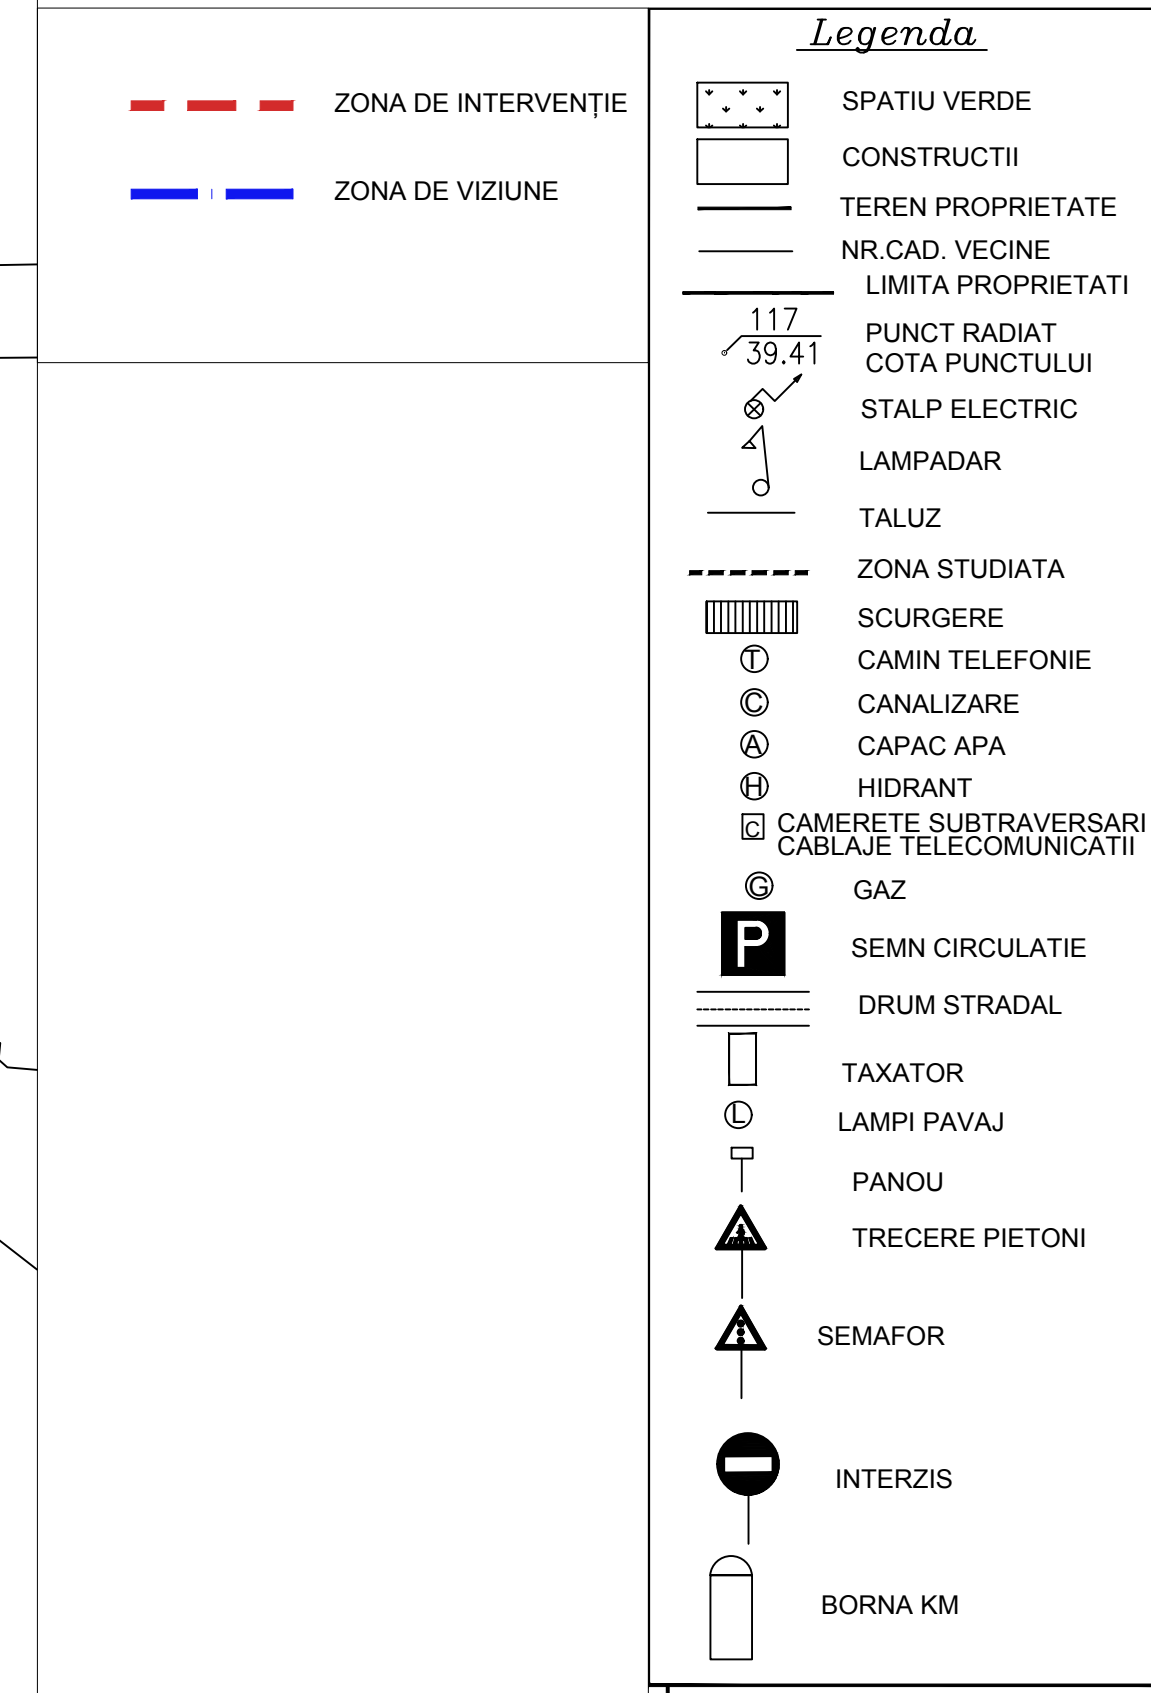 ZONA DE INTERVENȚIE
ZONA DE VIZIUNE
Legenda
SPATIU VERDE
CONSTRUCTII
TEREN PROPRIETATE
NR.CAD. VECINE
LIMITA PROPRIETATI
117
39.41
PUNCT RADIAT
COTA PUNCTULUI
STALP ELECTRIC
LAMPADAR
TALUZ
ZONA STUDIATA
SCURGERE
T CAMIN TELEFONIE
C CANALIZARE
A CAPAC APA
H HIDRANT
C CAMERETE SUBTRAVERSARI
CABLAJE TELECOMUNICATII
G GAZ
P SEMN CIRCULATIE
DRUM STRADAL
TAXATOR
L LAMPI PAVAJ
PANOU
TRECERE PIETONI
SEMAFOR
INTERZIS
BORNA KM